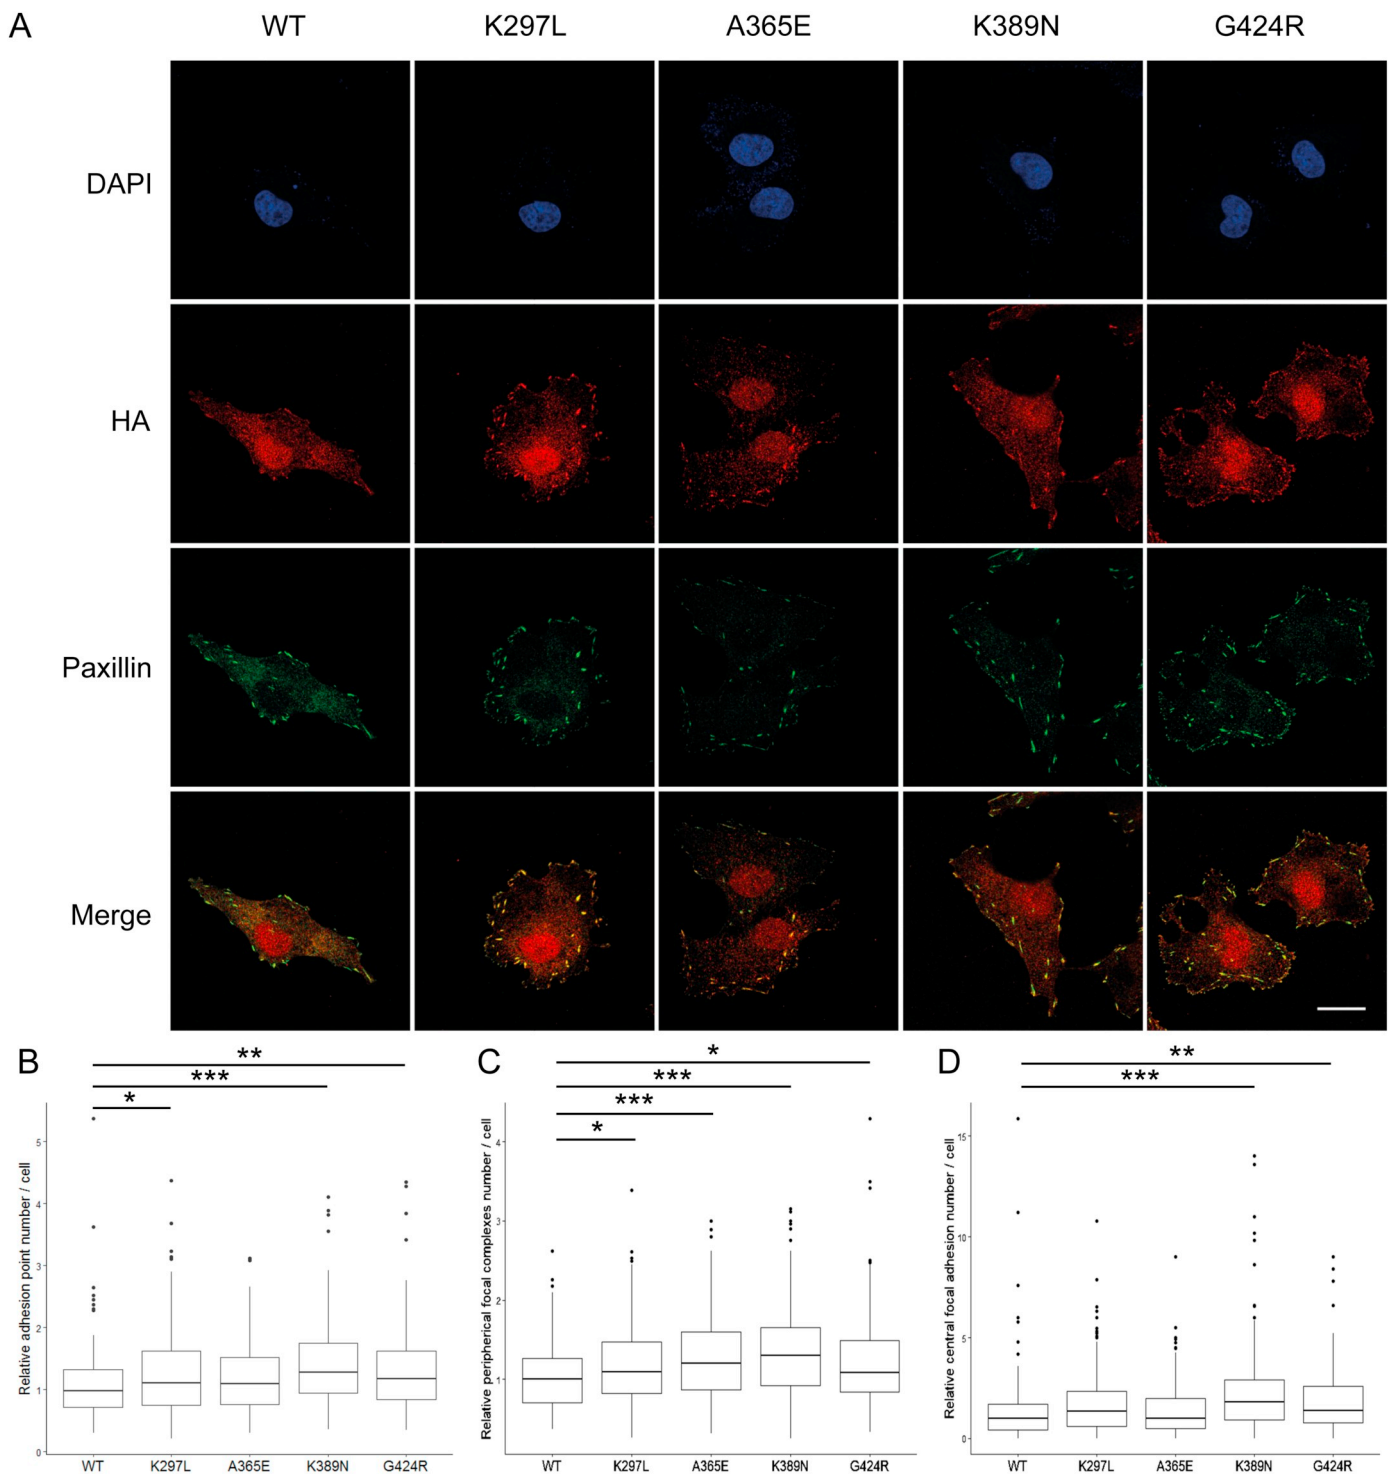 A
WT K297L A365E K389N G424R
DAPI
HA
Paxillin
Merge
B
**
***
*
Relative adhesion point number / cell
5
4
3
2
1
0
WT K297L A365E K389N G424R
C
*
***
***
*
Relative peripherical focal complexes number / cell
4
3
2
1
WT K297L A365E K389N G424R
D
**
***
Relative central focal adhesion number / cell
15
10
5
0
WT K297L A365E K389N G424R